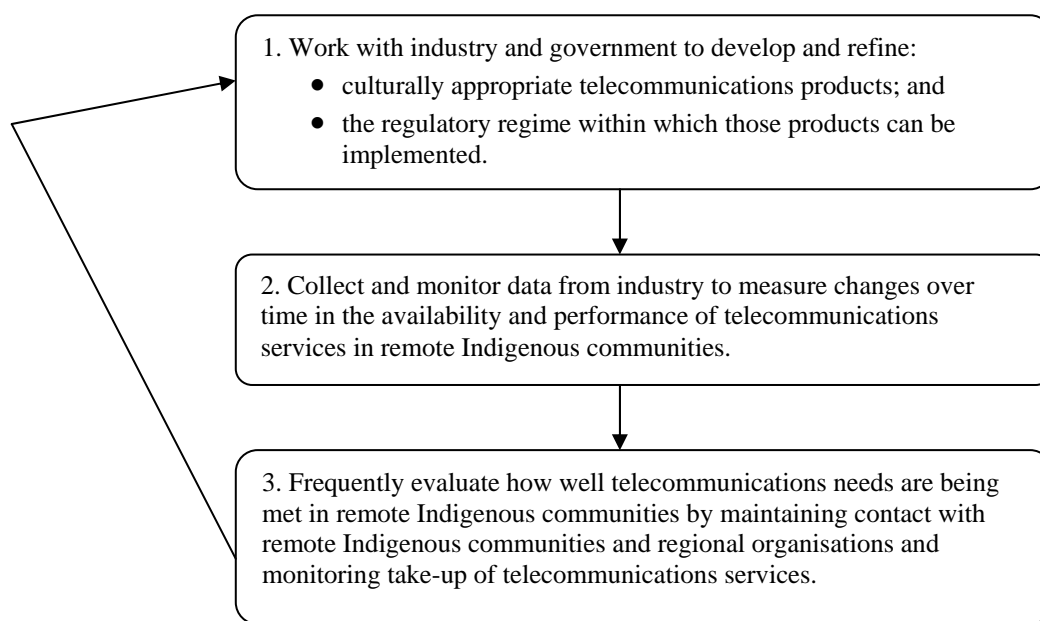 1. Work with industry and government to develop and refine:
● culturally appropriate telecommunications products; and
● the regulatory regime within which those products can be
implemented.
2. Collect and monitor data from industry to measure changes over
time in the availability and performance of telecommunications
services in remote Indigenous communities.
3. Frequently evaluate how well telecommunications needs are being
met in remote Indigenous communities by maintaining contact with
remote Indigenous communities and regional organisations and
monitoring take-up of telecommunications services.